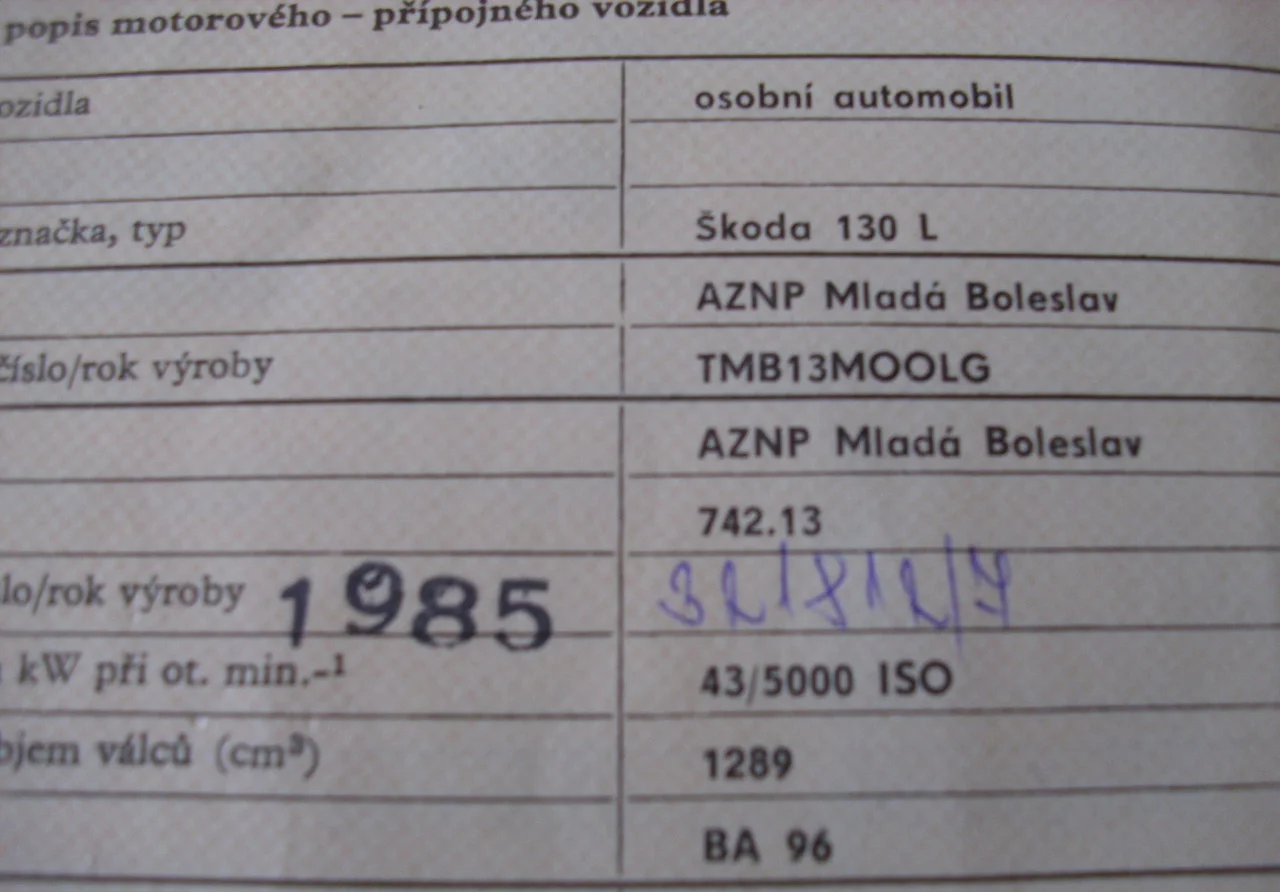 popis motorového – přípojného vozidla
ozidla osobní automobil
značka, typ Škoda 130 L
AZNP Mladá Boleslav
číslo/rok výroby TMB13MOOLG
AZNP Mladá Boleslav
742.13
lo/rok výroby 1985
kW při ot. min.-¹ 43/5000 ISO
bjem válců (cm³) 1289
BA 96